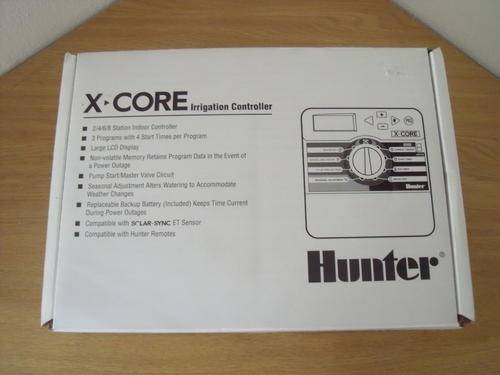 X-CORE Irrigation Controller
2/4/6/8 Station Indoor Controller
3 Programs with 4 Start Times per Program
Large LCD Display
Non-volatile Memory Retains Program Data in the Event of
a Power Outage
Pump Start/Master Valve Circuit
Seasonal Adjustment Alters Watering to Accommodate
Weather Changes
Replaceable Backup Battery (Included) Keeps Time Current
During Power Outages
Compatible with SOLAR-SYNC ET Sensor
Compatible with Hunter Remotes
X-CORE
Hunter
Hunter®